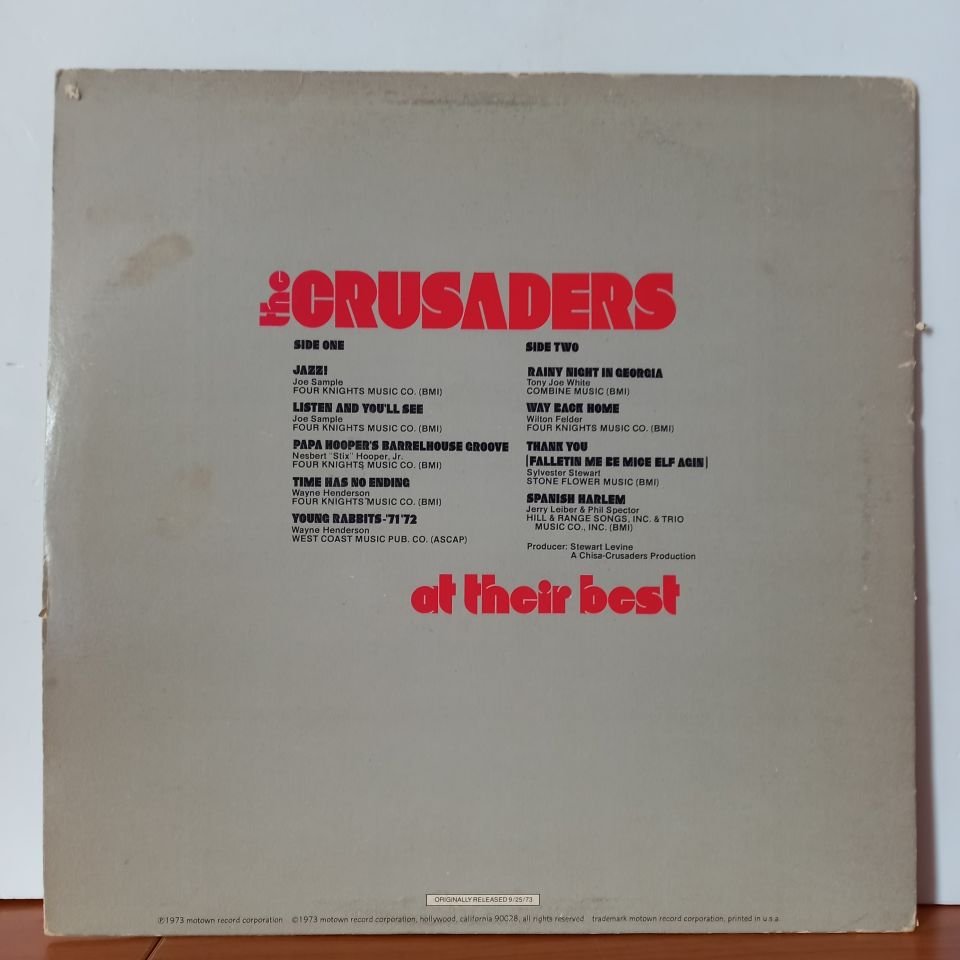 the CRUSADERS
SIDE ONE
JAZZ!
Joe Sample
FOUR KNIGHTS MUSIC CO. (BMI)
LISTEN AND YOU'LL SEE
Joe Sample
FOUR KNIGHTS MUSIC CO. (BMI)
PAPA HOOPER'S BARRELHOUSE GROOVE
Nesbert "Stix" Hooper, Jr.
FOUR KNIGHTS MUSIC CO. (BMI)
TIME HAS NO ENDING
Wayne Henderson
FOUR KNIGHTS MUSIC CO. (BMI)
YOUNG RABBITS-'71'72
Wayne Henderson
WEST COAST MUSIC PUB. CO. (ASCAP)
SIDE TWO
RAINY NIGHT IN GEORGIA
Tony Joe White
COMBINE MUSIC (BMI)
WAY BACK HOME
Wilton Felder
FOUR KNIGHTS MUSIC CO. (BMI)
THANK YOU
(FALLETIN ME BE MICE ELF AGIN)
Sylvester Stewart
STONE FLOWER MUSIC (BMI)
SPANISH HARLEM
Jerry Leiber & Phil Spector
HILL & RANGE SONGS, INC. & TRIO
MUSIC CO., INC. (BMI)
Producer: Stewart Levine
A Chisa-Crusaders Production
at their best
ORIGINALLY RELEASED 9/25/73
℗1973 motown record corporation ©1973 motown record corporation, hollywood, california 90028, all rights reserved trademark motown record corporation, printed in u.s.a.